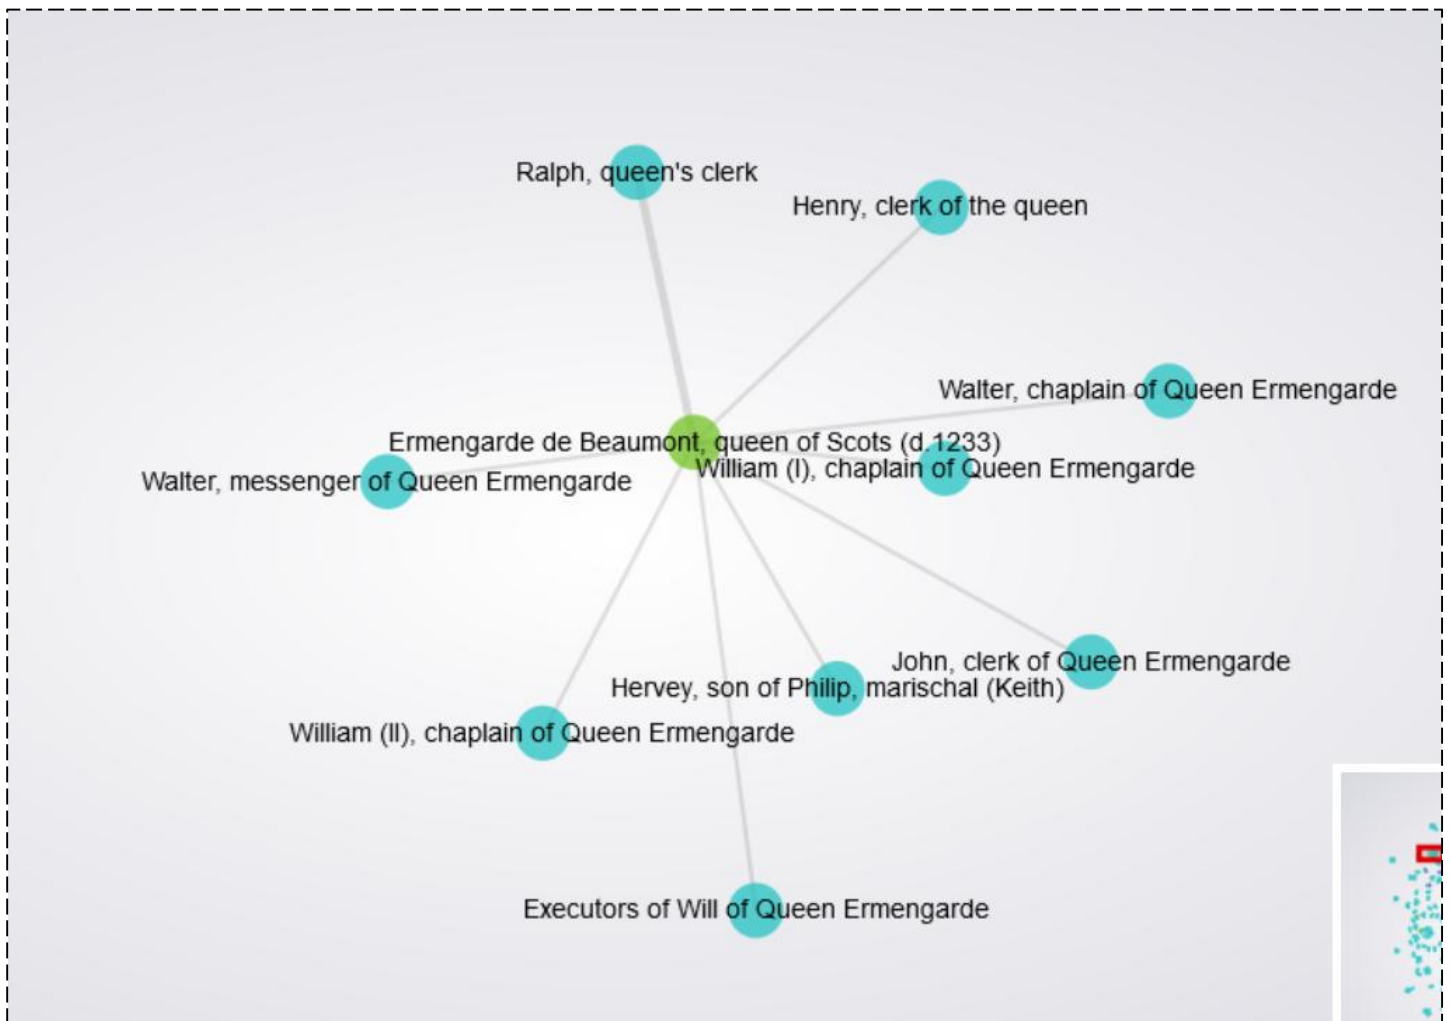 Ralph, queen's clerk
Henry, clerk of the queen
Walter, chaplain of Queen Ermengarde
Ermengarde de Beaumont, queen of Scots (d.1233)
William (I), chaplain of Queen Ermengarde
Walter, messenger of Queen Ermengarde
John, clerk of Queen Ermengarde
Hervey, son of Philip, marischal (Keith)
William (II), chaplain of Queen Ermengarde
Executors of Will of Queen Ermengarde